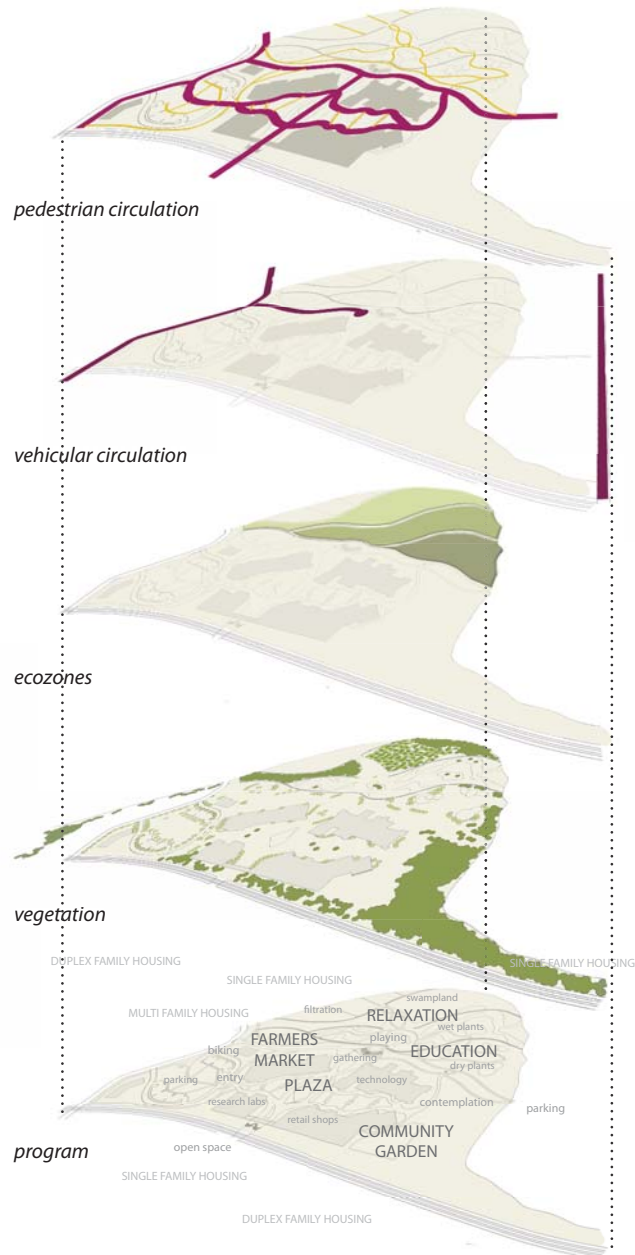 pedestrian circulation
vehicular circulation
ecozones
vegetation
DUPLEX FAMILY HOUSING
SINGLE FAMILY HOUSING
SINGLE FAMILY HOUSING
swampland
filtration
RELAXATION
MULTI FAMILY HOUSING
wet plants
playing
FARMERS
MARKET
biking
gathering
EDUCATION
dry plants
parking
entry
PLAZA
technology
research labs
contemplation
parking
retail shops
COMMUNITY
GARDEN
open space
program
SINGLE FAMILY HOUSING
DUPLEX FAMILY HOUSING